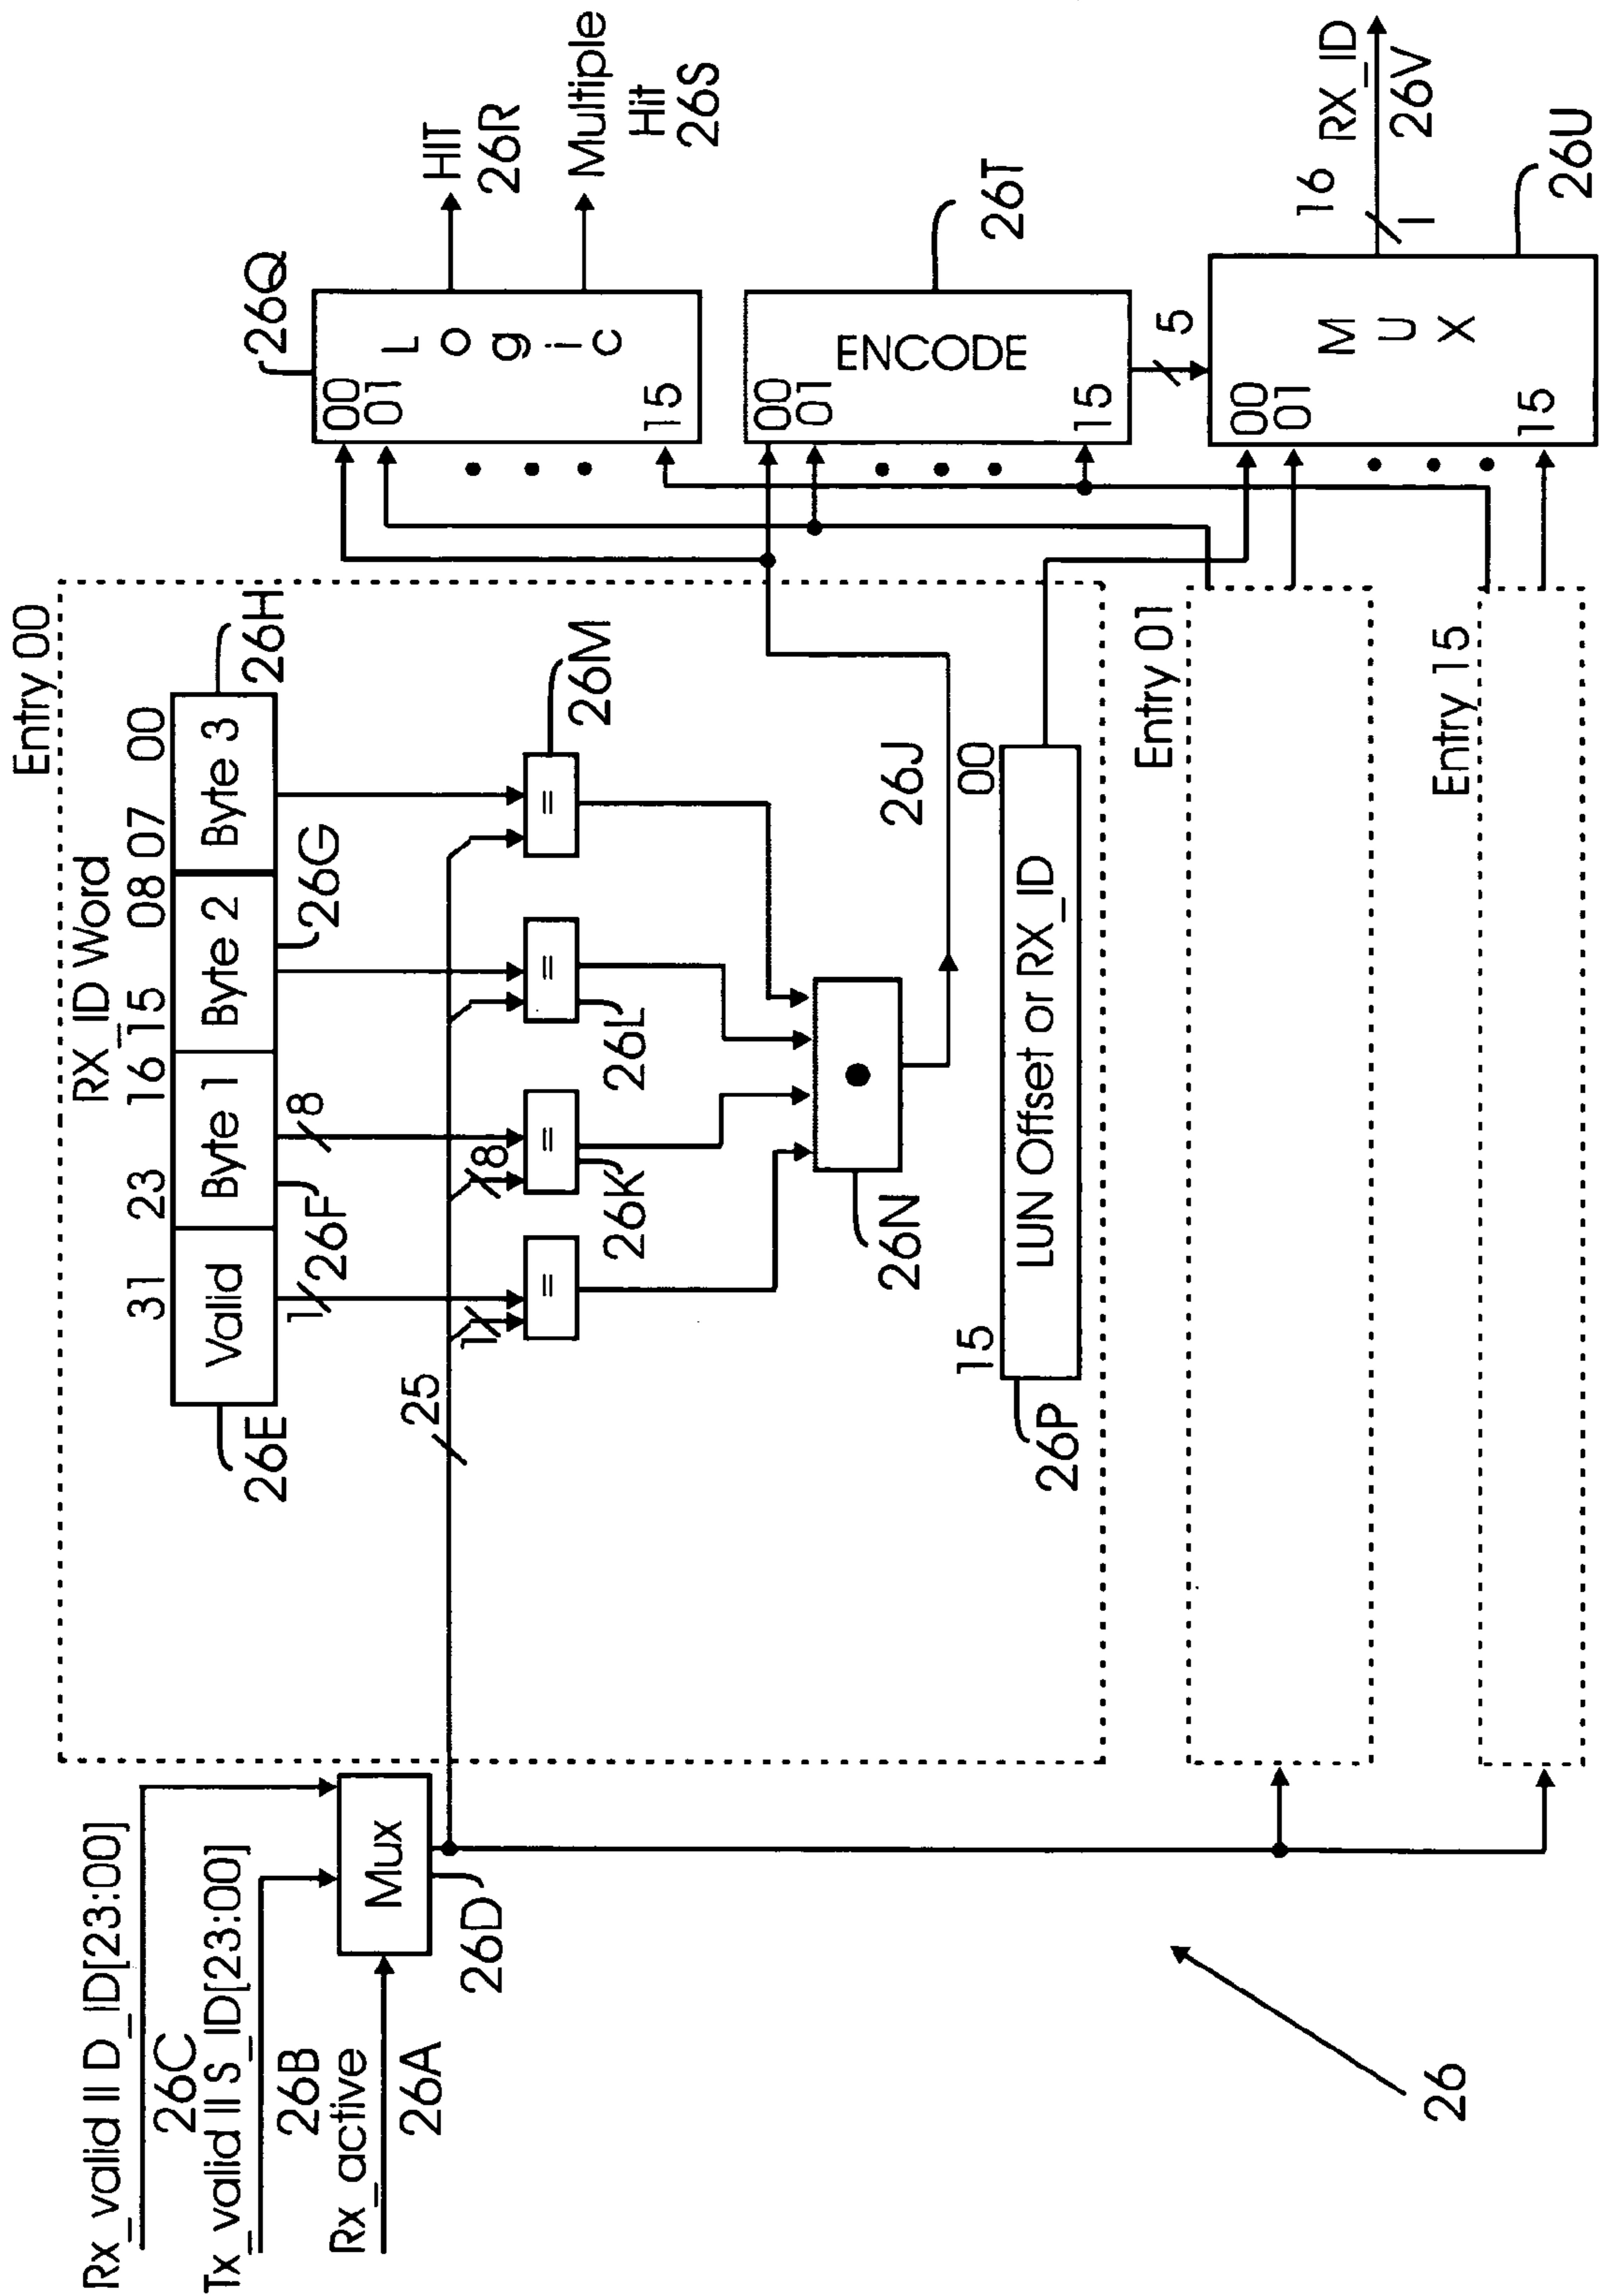 Rx_valid II D_ID[23:00]
26C
Tx_valid II S_ID[23:00]
26B
Rx_active
26A
Mux
26D
26
Entry 00
RX_ID Word
31
23
16
15
08
07
00
Valid
Byte 1
Byte 2
Byte 3
26E
26F
26G
26H
1
8
25
1
8
=
=
=
=
26K
26L
26M
26N
26J
15
00
LUN Offset or RX_ID
26P
Entry 01
Entry 15
26Q
00
01
15
Logic
HIT
26R
Multiple
Hit
26S
00
01
15
ENCODE
26T
5
00
01
15
MUX
26U
16
RX_ID
26V